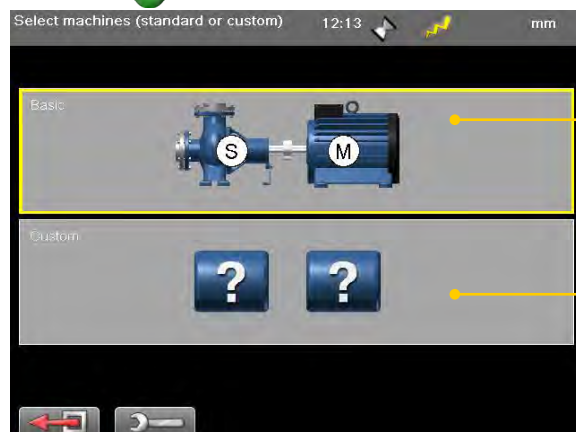 Select machines (standard or custom) 12:13 mm
Basic
S M
Custom
? ?